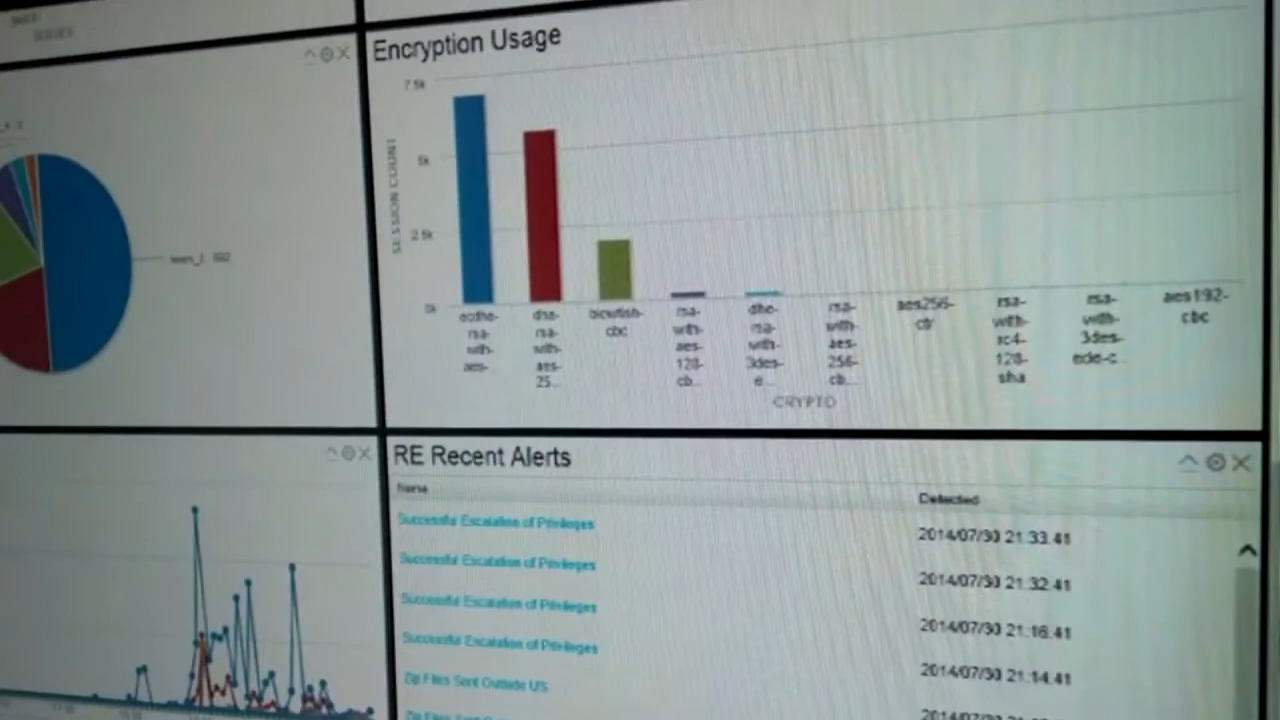 Encryption Usage
7.5k
5k
2.5k
0k
SESSION COUNT
ecdhe-
rsa-
with-
aes-
dhe-
rsa-
with-
aes-
25...
blowfish-
cbc
rsa-
with-
aes-
128-
cb...
dhe-
rsa-
with-
3des-
e...
rsa-
with-
aes-
256-
cb...
aes256-
ctr
rsa-
with-
rc4-
128-
sha
rsa-
with-
3des-
ede-c...
aes192-
cbc
CRYPTO
RE Recent Alerts
Name
Detected
Successful Escalation of Privileges
2014/07/30 21:33:41
Successful Escalation of Privileges
2014/07/30 21:32:41
Successful Escalation of Privileges
2014/07/30 21:16:41
Successful Escalation of Privileges
2014/07/30 21:14:41
Zip Files Sent Outside US
Zip Files Sent